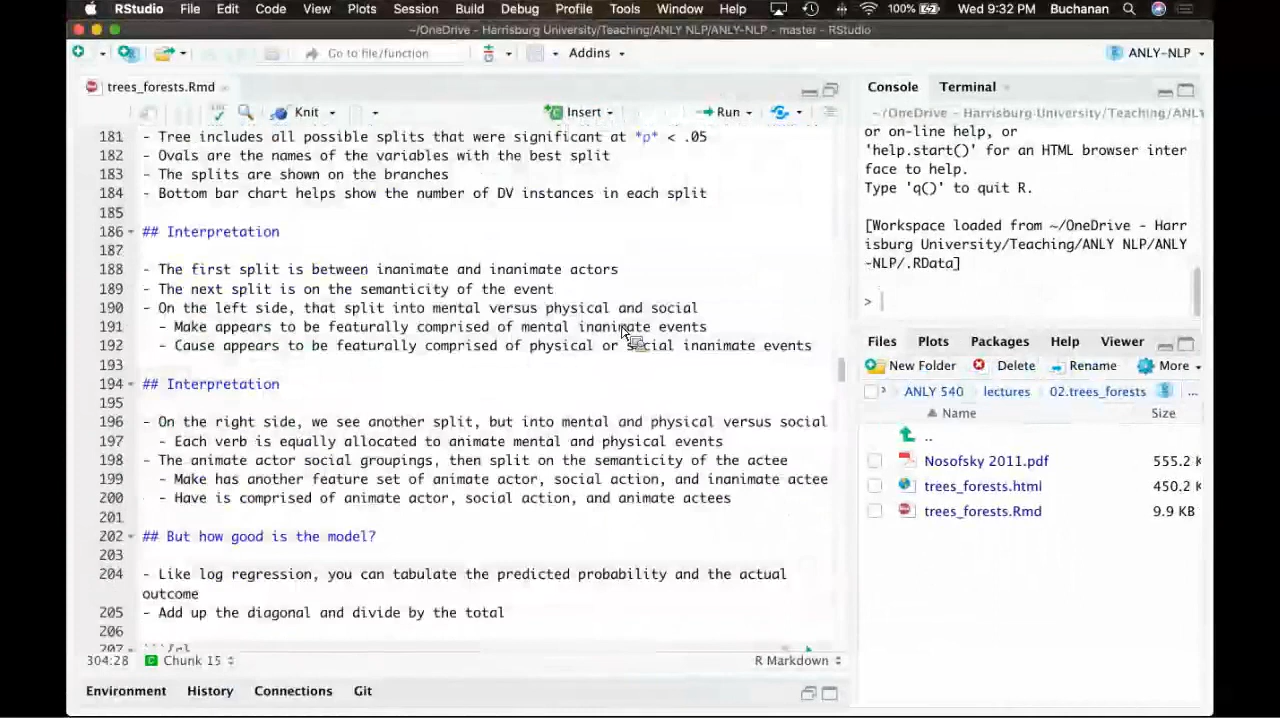 RStudio File Edit Code View Plots Session Build Debug Profile Tools Window Help 100% Wed 9:32 PM Buchanan
~/OneDrive - Harrisburg University/Teaching/ANLY NLP/ANLY-NLP - master - RStudio
Go to file/function Addins ANLY-NLP
trees_forests.Rmd
Knit Insert Run
181 - Tree includes all possible splits that were significant at *p* < .05
182 - Ovals are the names of the variables with the best split
183 - The splits are shown on the branches
184 - Bottom bar chart helps show the number of DV instances in each split
185
186 ## Interpretation
187
188 - The first split is between inanimate and inanimate actors
189 - The next split is on the semanticity of the event
190 - On the left side, that split into mental versus physical and social
191 - Make appears to be featurally comprised of mental inanimate events
192 - Cause appears to be featurally comprised of physical or social inanimate events
193
194 ## Interpretation
195
196 - On the right side, we see another split, but into mental and physical versus social
197 - Each verb is equally allocated to animate mental and physical events
198 - The animate actor social groupings, then split on the semanticity of the actee
199 - Make has another feature set of animate actor, social action, and inanimate actee
200 - Have is comprised of animate actor, social action, and animate actees
201
202 ## But how good is the model?
203
204 - Like log regression, you can tabulate the predicted probability and the actual
outcome
205 - Add up the diagonal and divide by the total
206
304:28 Chunk 15 R Markdown
Environment History Connections Git
Console Terminal
~/OneDrive - Harrisburg University/Teaching/ANLY NLP/ANLY
or on-line help, or
'help.start()' for an HTML browser inter
face to help.
Type 'q()' to quit R.
[Workspace loaded from ~/OneDrive - Harr
isburg University/Teaching/ANLY NLP/ANLY
-NLP/.RData]
>
Files Plots Packages Help Viewer
New Folder Delete Rename More
ANLY 540 lectures 02.trees_forests ...
Name Size
..
Nosofsky 2011.pdf 555.2 K
trees_forests.html 450.2 K
trees_forests.Rmd 9.9 KB